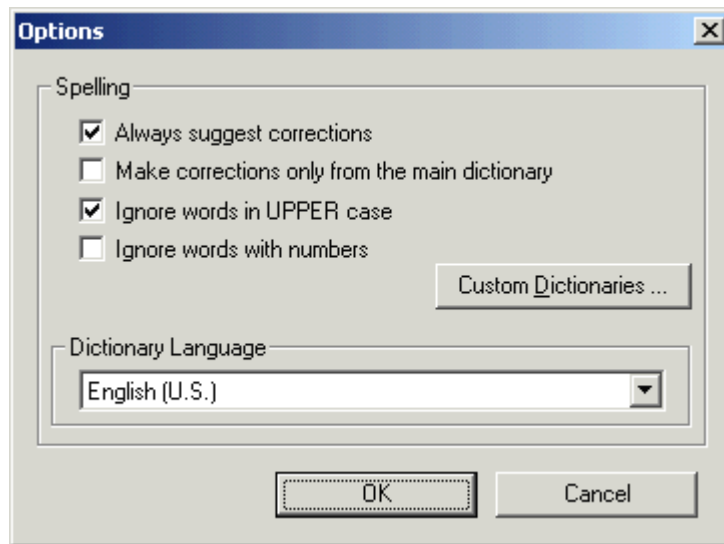 Options
Spelling
Always suggest corrections
Make corrections only from the main dictionary
Ignore words in UPPER case
Ignore words with numbers
Custom Dictionaries ...
Dictionary Language
English (U.S.)
OK
Cancel